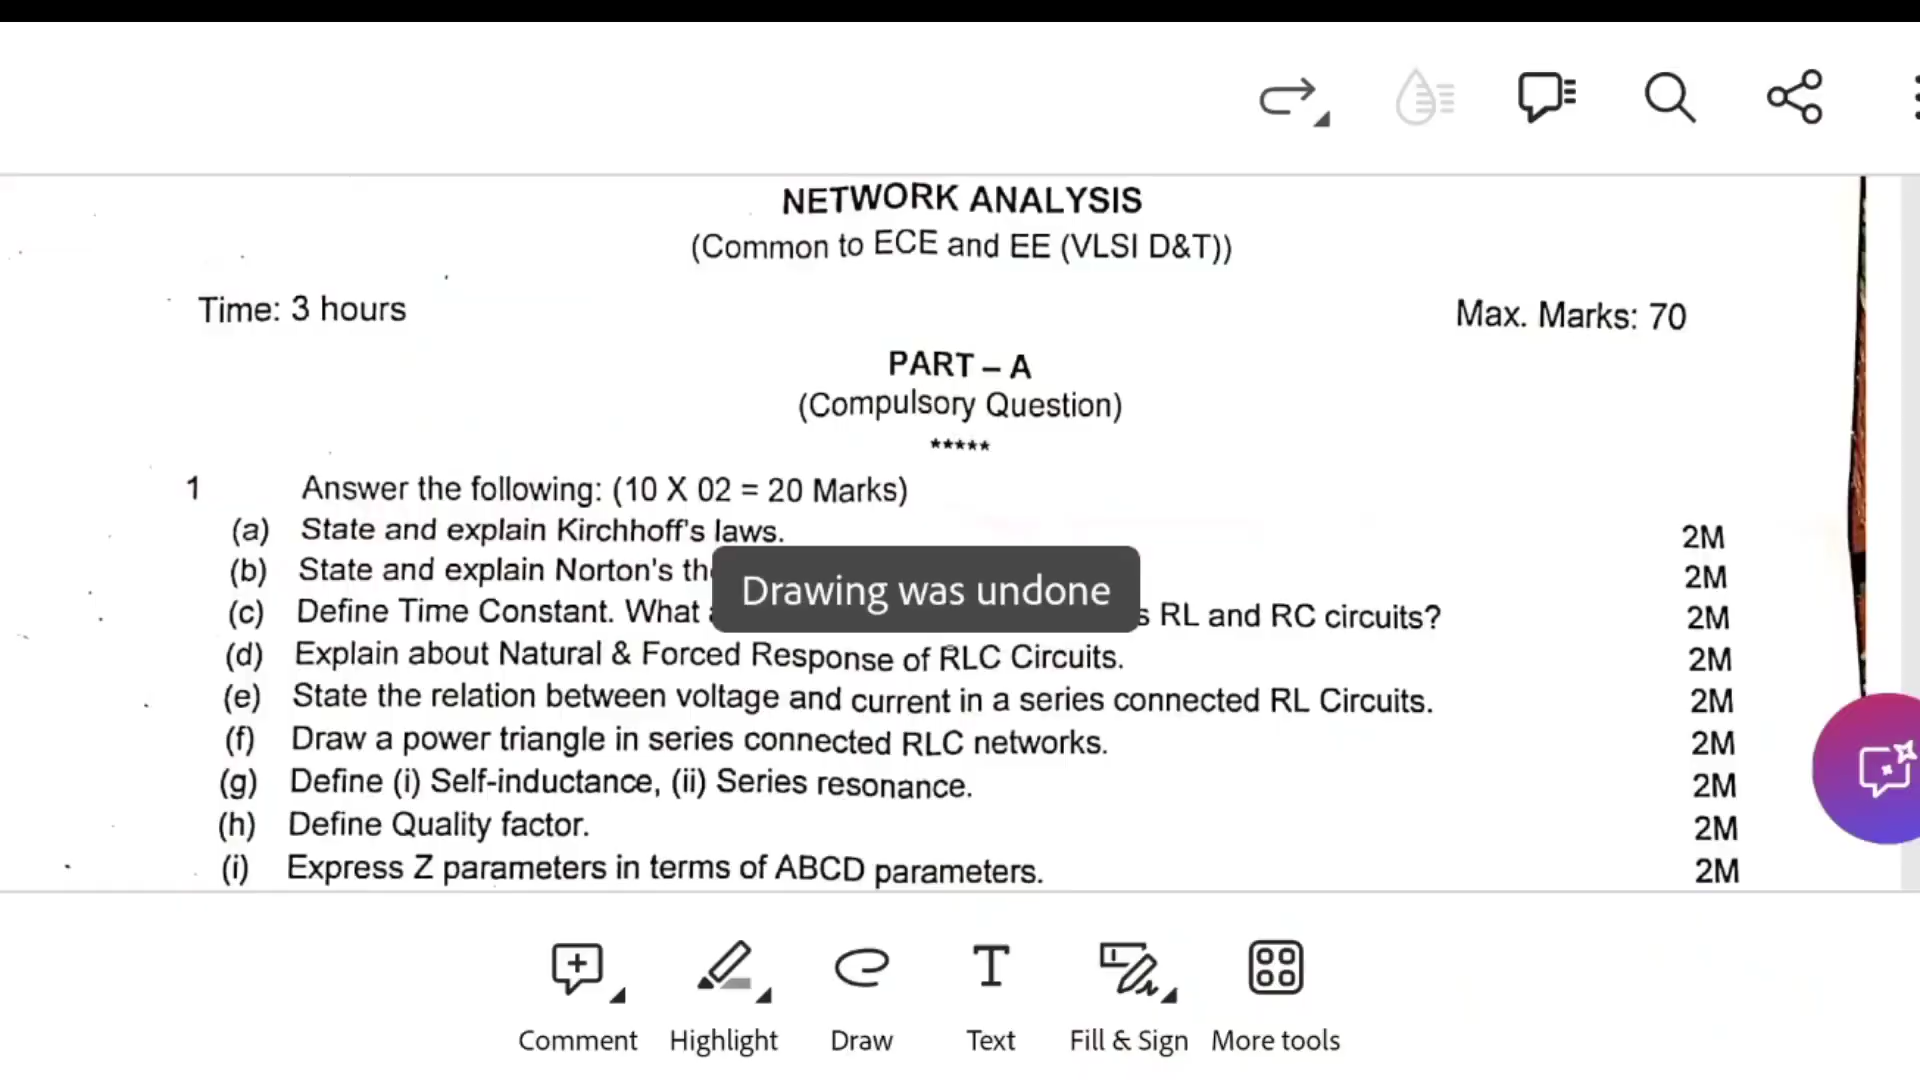 NETWORK ANALYSIS
(Common to ECE and EE (VLSI D&T))
Time: 3 hours
Max. Marks: 70
PART – A
(Compulsory Question)
*****
1 Answer the following: (10 X 02 = 20 Marks)
(a) State and explain Kirchhoff's laws. 2M
(b) State and explain Norton's 2M
Drawing was undone
(c) Define Time Constant. What RL and RC circuits? 2M
(d) Explain about Natural & Forced Response of RLC Circuits. 2M
(e) State the relation between voltage and current in a series connected RL Circuits. 2M
(f) Draw a power triangle in series connected RLC networks. 2M
(g) Define (i) Self-inductance, (ii) Series resonance. 2M
(h) Define Quality factor. 2M
(i) Express Z parameters in terms of ABCD parameters. 2M
Comment Highlight Draw Text Fill & Sign More tools